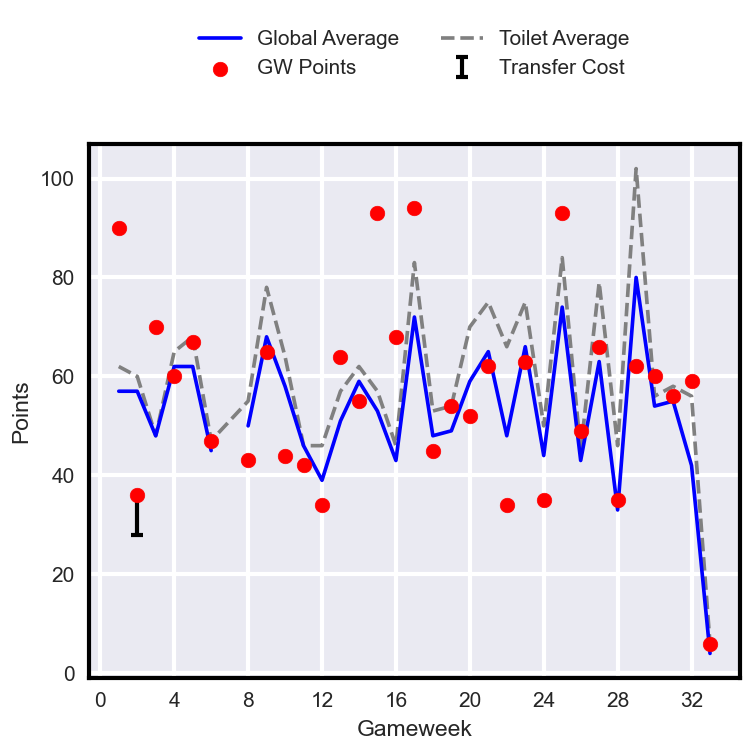 Global Average
Toilet Average
GW Points
Transfer Cost
100
80
60
40
20
0
Points
0 4 8 12 16 20 24 28 32
Gameweek